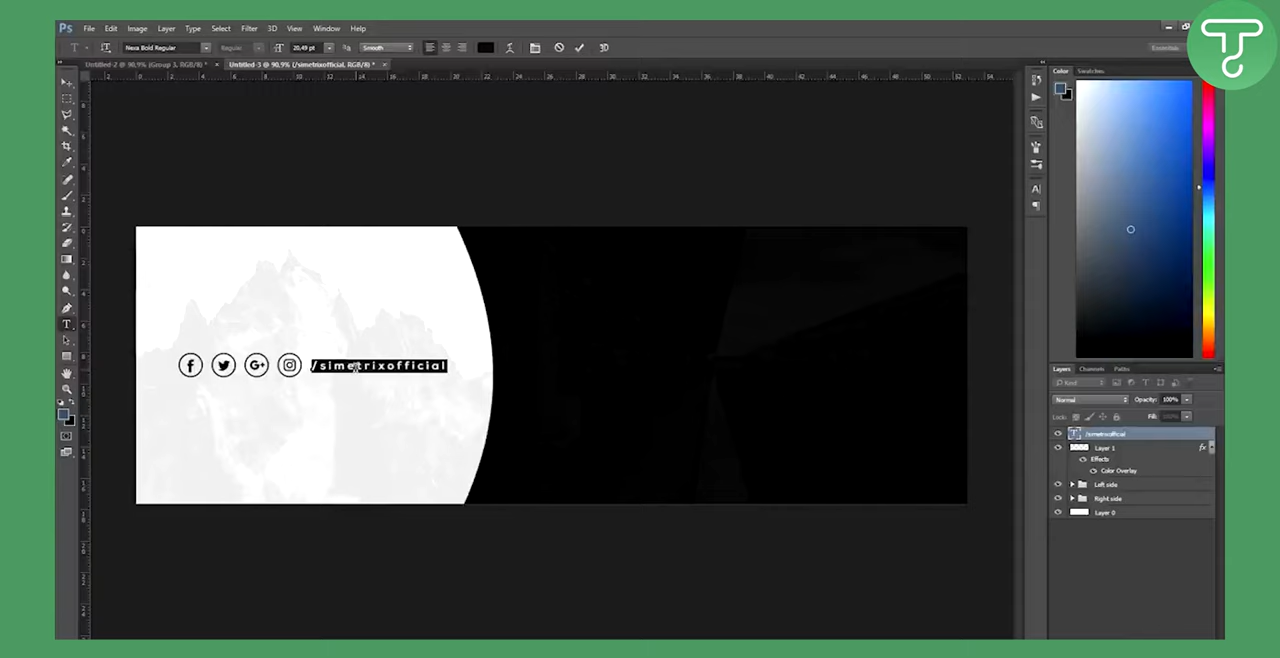 Ps File Edit Image Layer Type Select Filter 3D View Window Help
Nexa Bold Regular Regular 20,49 pt Smooth 3D Essentials
Untitled-2 @ 90,9% (Group 3, RGB/8) * × Untitled-3 @ 90,9% (/simetrixofficial, RGB/8) * ×
Color Swatches
/simetrixofficial
Layers Channels Paths
Kind
Normal Opacity: 100%
Lock: Fill: 100%
/simetrixofficial
Layer 1 fx
Effects
Color Overlay
Left side
Right side
Layer 0